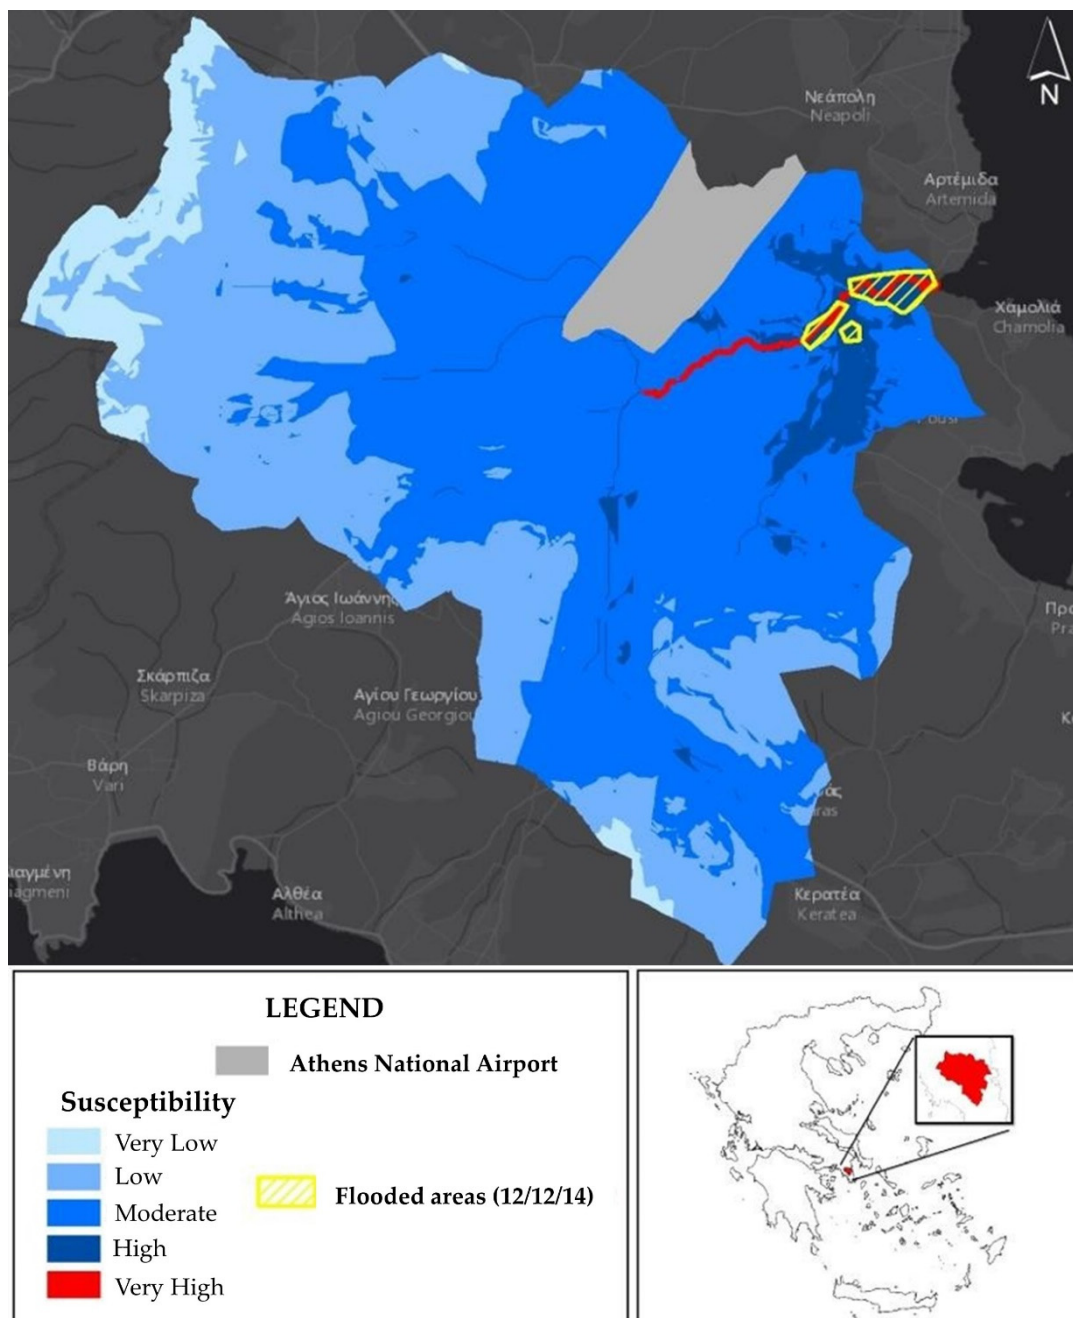 N
Νεάπολη
Neapoli
Αρτέμιδα
Artemida
Χαμολιά
Chamolia
Άγιος Ιωάννης
Agios Ioannis
Σκάρπιζα
Skarpiza
Αγίου Γεωργίου
Agiou Georgiou
Βάρη
Vari
Αλθέα
Althea
Κερατέα
Keratea
LEGEND
Athens National Airport
Susceptibility
Very Low
Low
Moderate
High
Very High
Flooded areas (12/12/14)